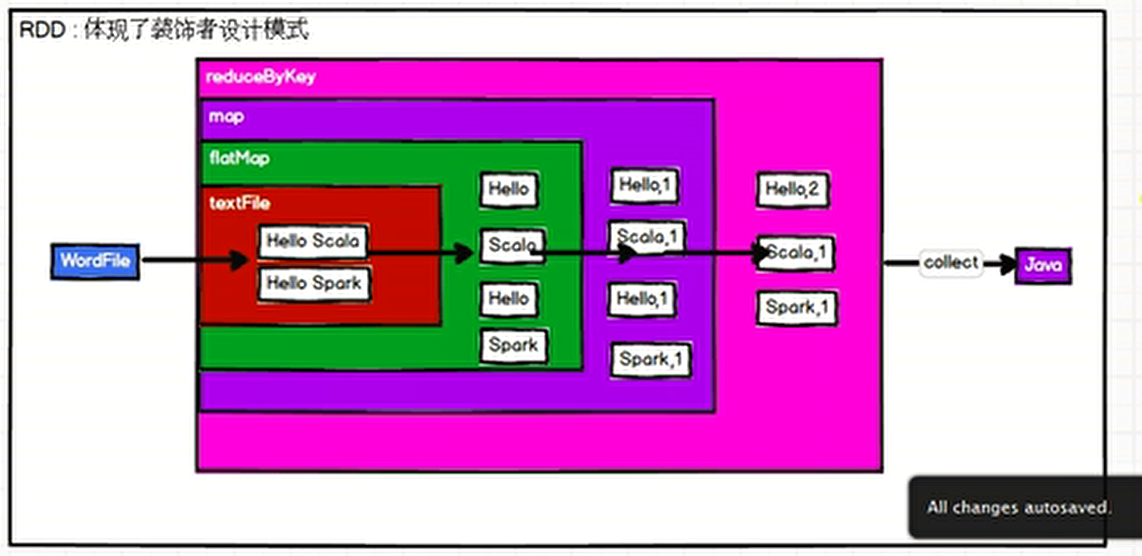 RDD : 体现了装饰者设计模式
reduceByKey
map
flatMap
textFile
WordFile
Hello Scala
Hello Spark
Hello
Scala
Hello
Spark
Hello,1
Scala,1
Hello,1
Spark,1
Hello,2
Scala,1
Spark,1
collect
Java
All changes autosaved.